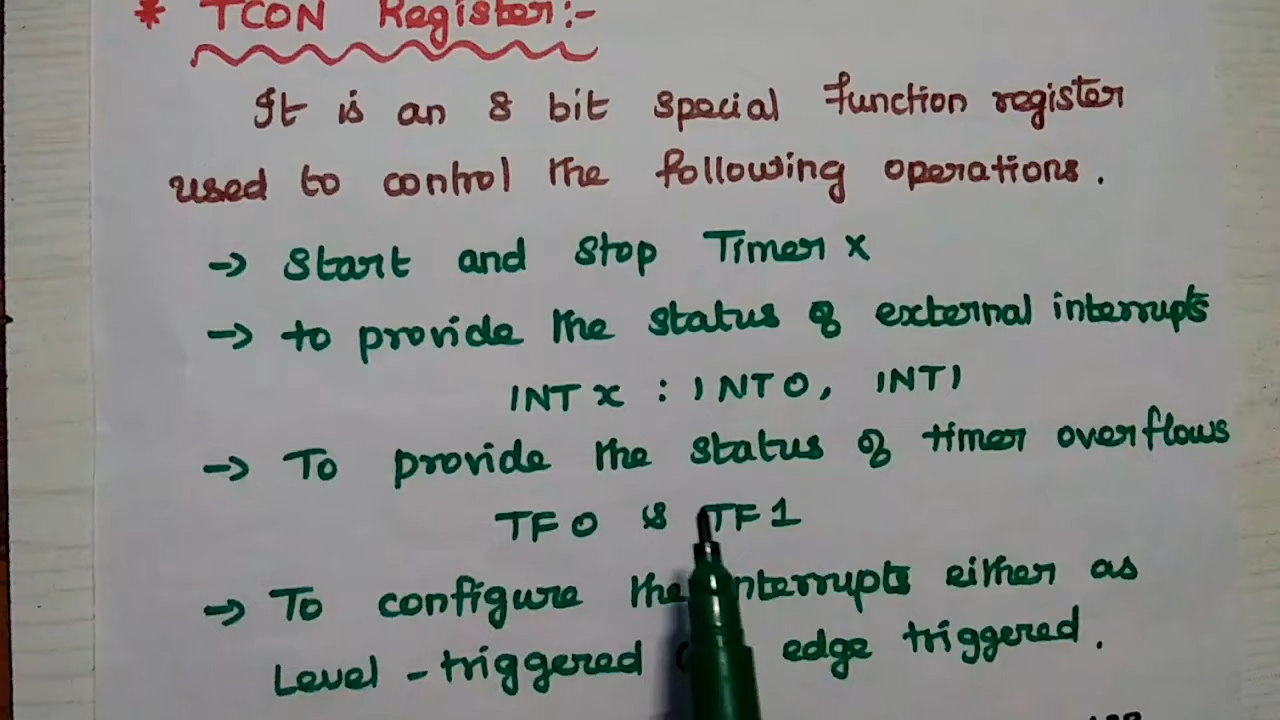 * TCON Register:-
It is an 8 bit special function register
used to control the following operations.
→ Start and stop Timer x
→ to provide the status of external interrupts
INTx : INT0, INT1
→ To provide the status of timer overflows
TF0 & TF1
→ To configure the interrupts either as
Level-triggered edge triggered.